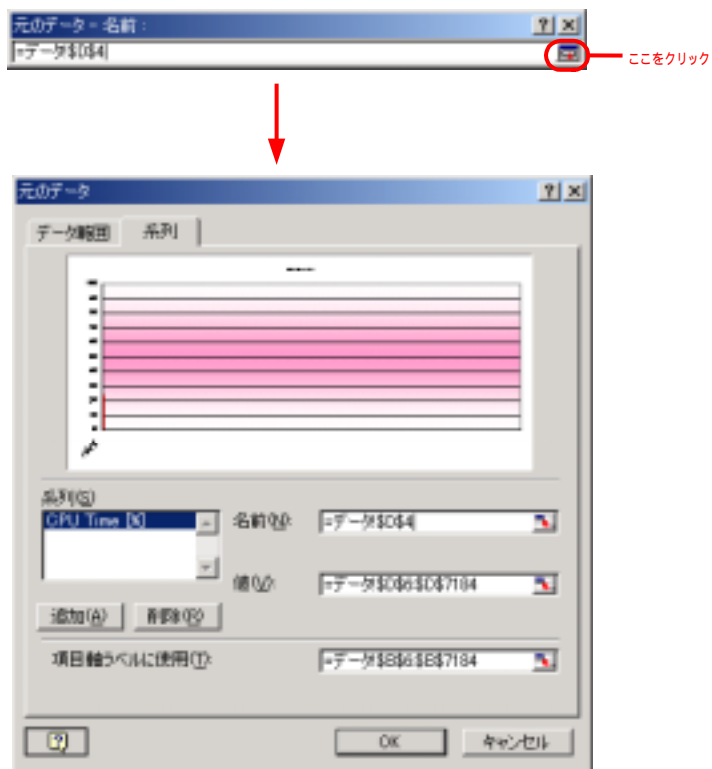 元のデータ - 名前 :
=データ!$D$4
ここをクリック
元のデータ
データ範囲 系列
系列(S)
CPU Time [%]
名前(N):
=データ!$D$4
値(V):
=データ!$D$6:$D$7184
追加(A) 削除(R)
項目軸ラベルに使用(T):
=データ!$B$6:$B$7184
OK キャンセル